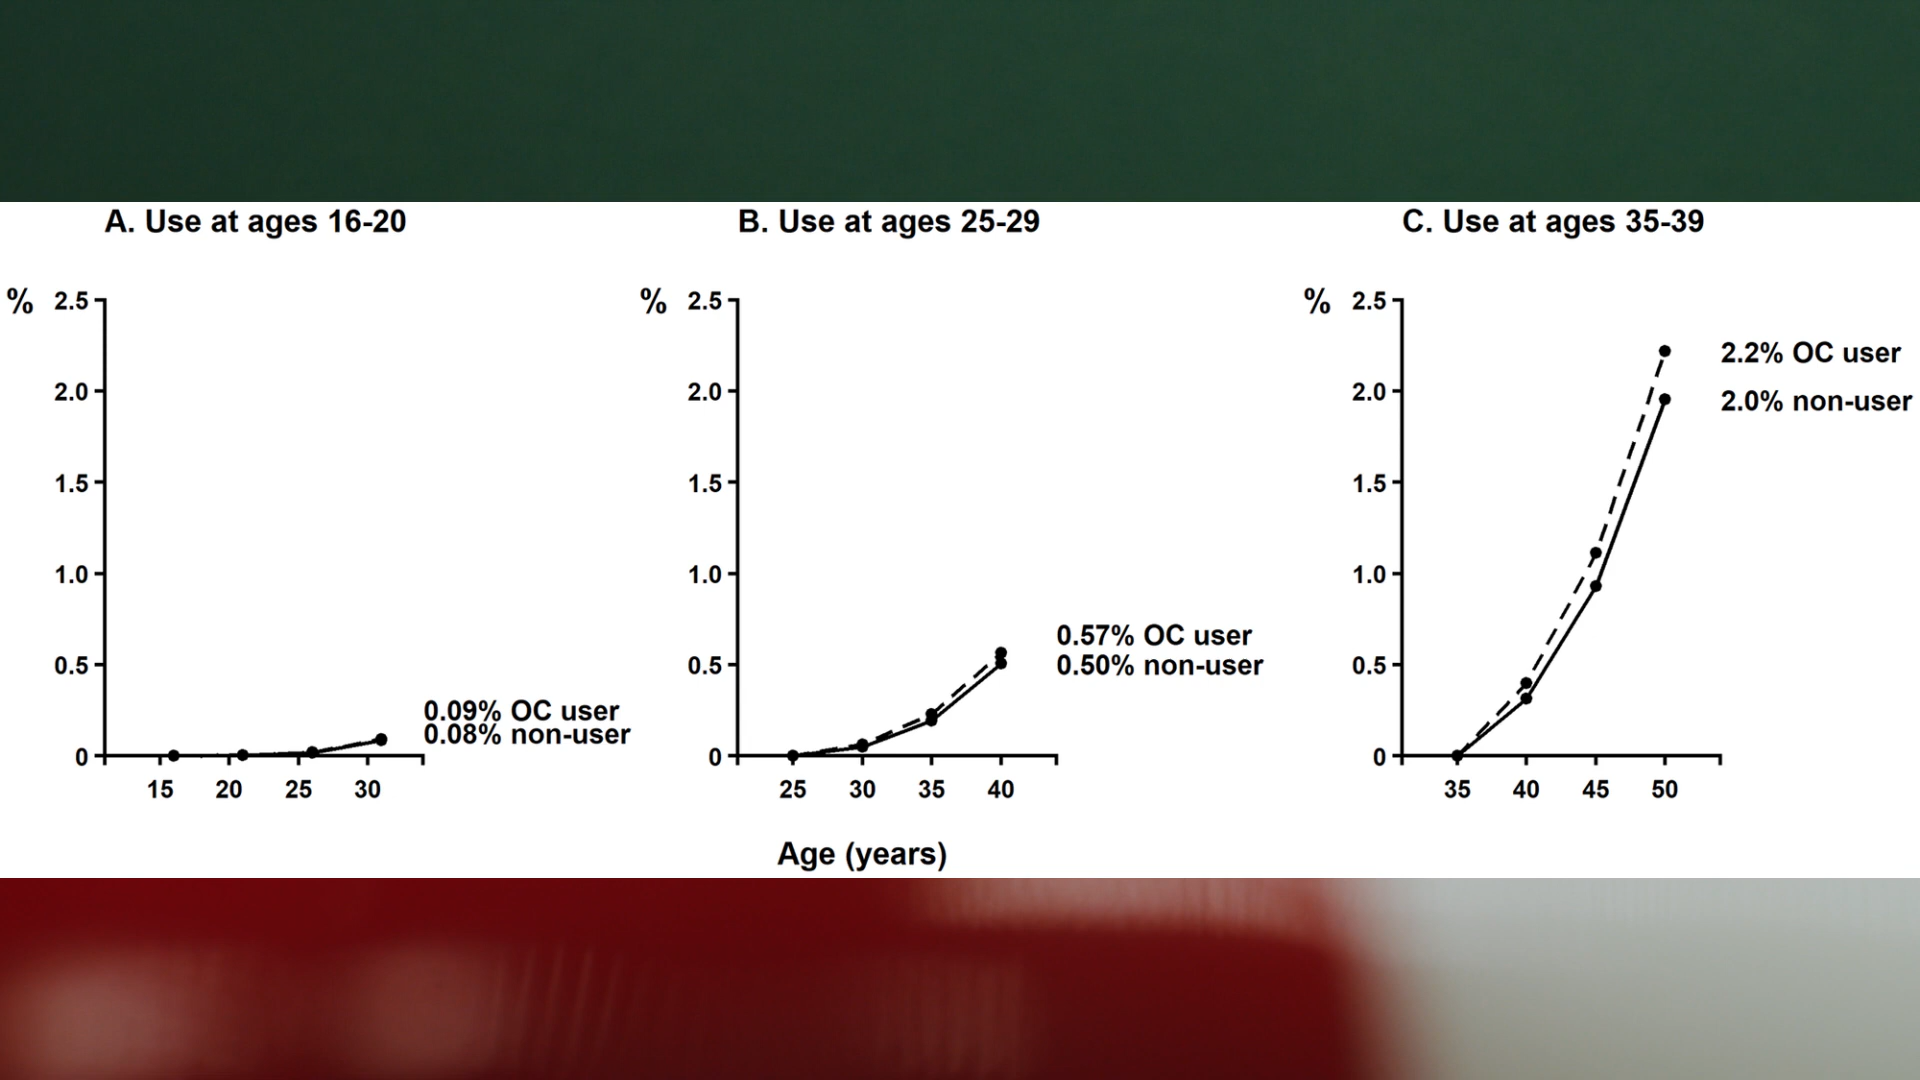 A. Use at ages 16-20
%
2.5
2.0
1.5
1.0
0.5
0
15 20 25 30
0.09% OC user
0.08% non-user
B. Use at ages 25-29
%
2.5
2.0
1.5
1.0
0.5
0
25 30 35 40
0.57% OC user
0.50% non-user
C. Use at ages 35-39
%
2.5
2.0
1.5
1.0
0.5
0
35 40 45 50
2.2% OC user
2.0% non-user
Age (years)